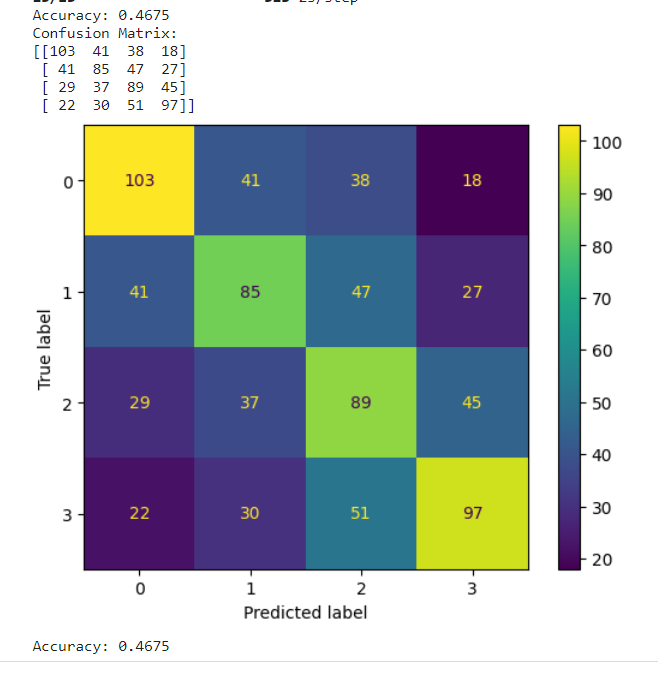 Accuracy: 0.4675
Confusion Matrix:
[[103 41 38 18]
[ 41 85 47 27]
[ 29 37 89 45]
[ 22 30 51 97]]
0 103 41 38 18
1 41 85 47 27
2 29 37 89 45
3 22 30 51 97
0 1 2 3
Predicted label
True label
100
90
80
70
60
50
40
30
20
Accuracy: 0.4675